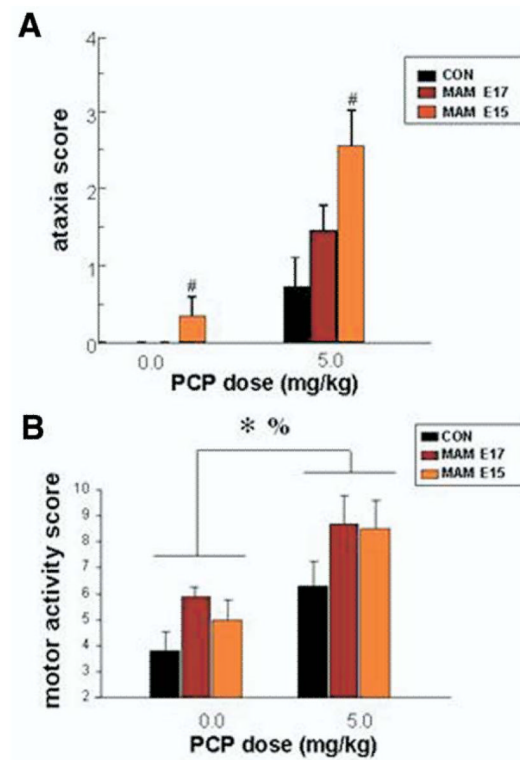 A
4
3
2
1
0
ataxia score
CON
MAM E17
MAM E15
#
#
0.0
5.0
PCP dose (mg/kg)
B
* %
CON
MAM E17
MAM E15
10
9
8
7
6
5
4
3
2
motor activity score
0.0
5.0
PCP dose (mg/kg)